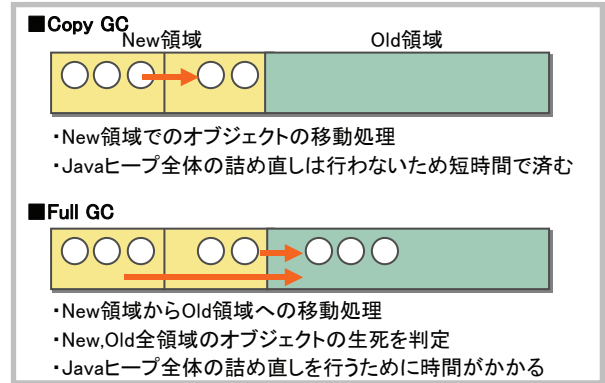 ■Copy GC
New領域
Old領域
・New領域でのオブジェクトの移動処理
・Javaヒープ全体の詰め直しは行わないため短時間で済む
■Full GC
・New領域からOld領域への移動処理
・New,Old全領域のオブジェクトの生死を判定
・Javaヒープ全体の詰め直しを行うために時間がかかる